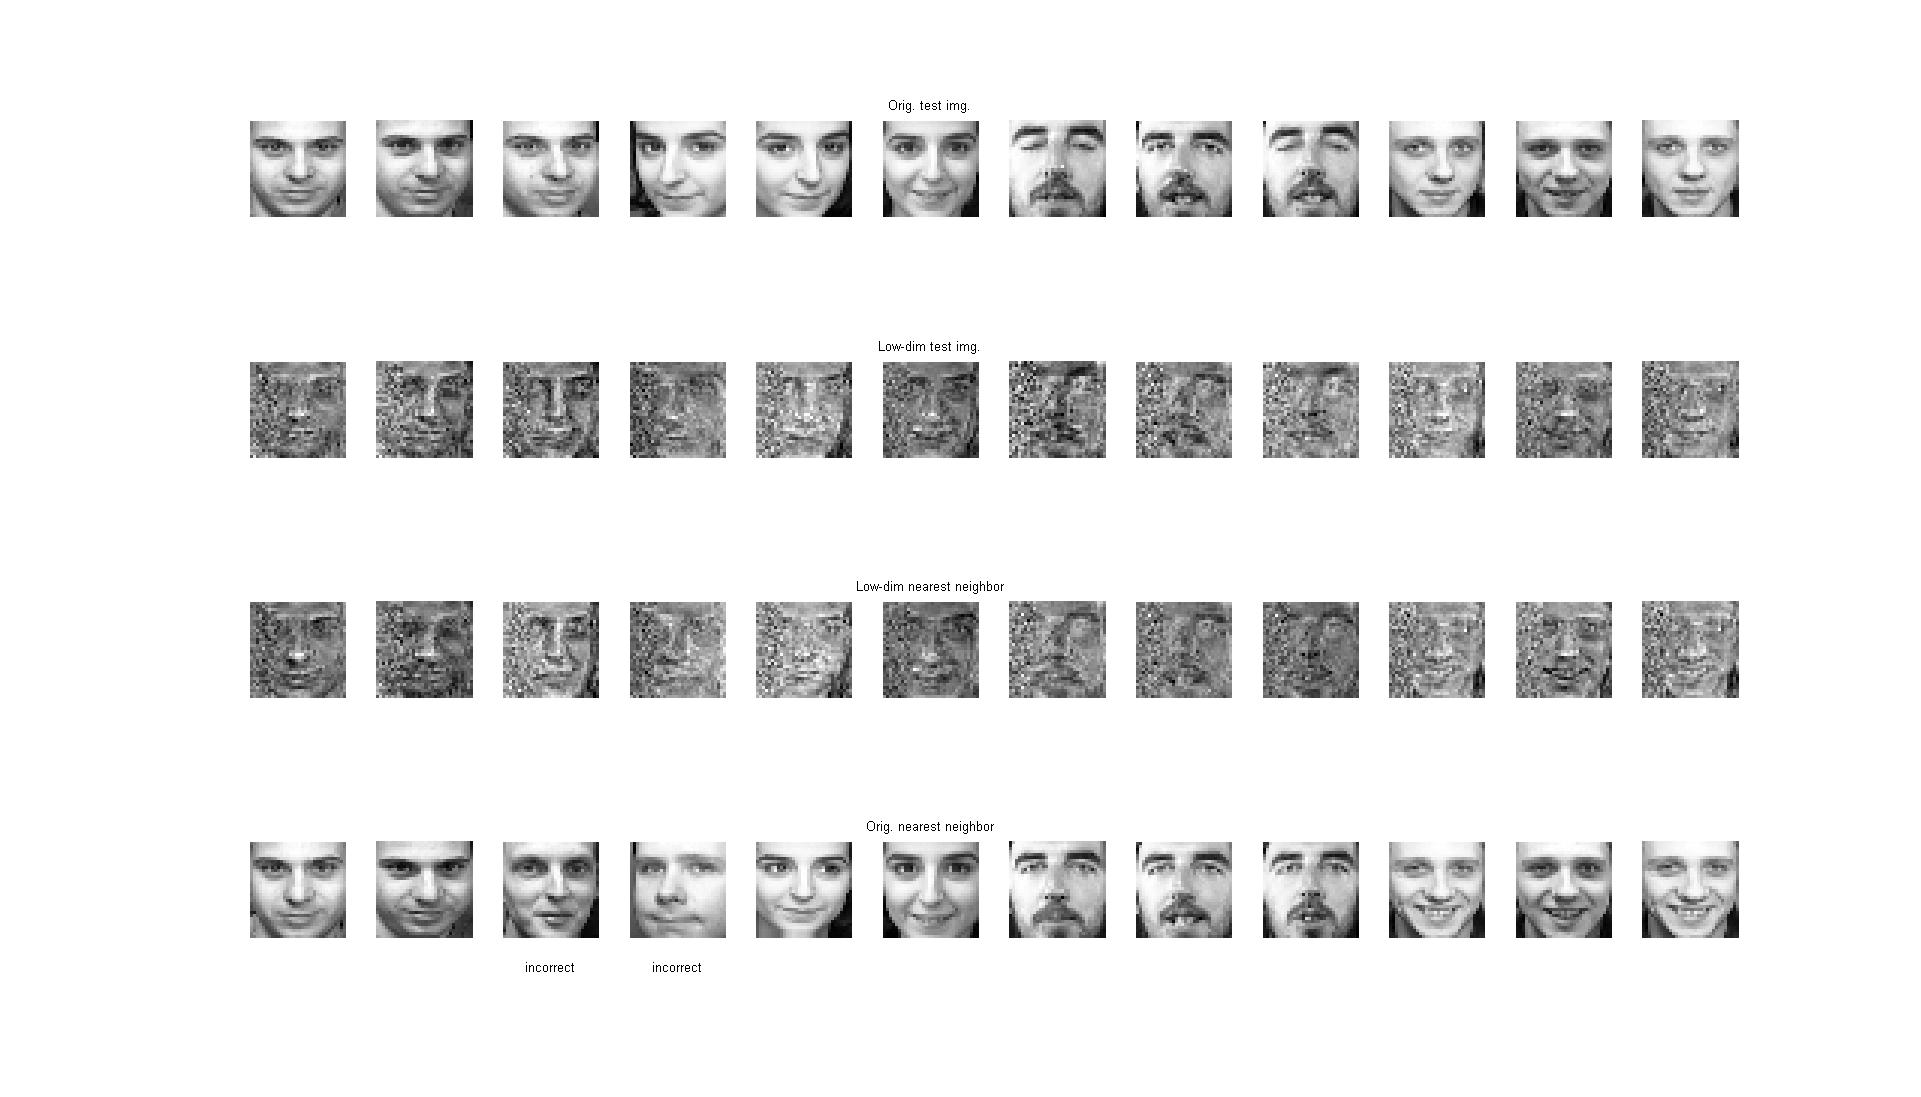 Orig. test img.
Low-dim test img.
Low-dim nearest neighbor
Orig. nearest neighbor
incorrect incorrect